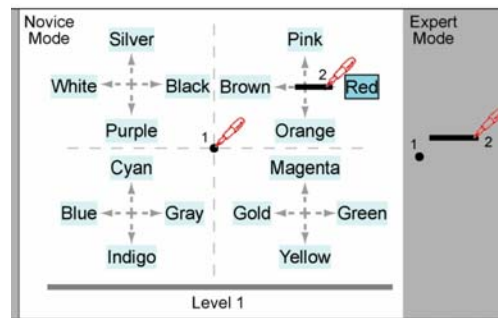 Novice Mode
Silver
White
Black
Purple
Pink
Brown
2
Red
Orange
1
Cyan
Blue
Gray
Indigo
Magenta
Gold
Green
Yellow
Level 1
Expert Mode
1
2